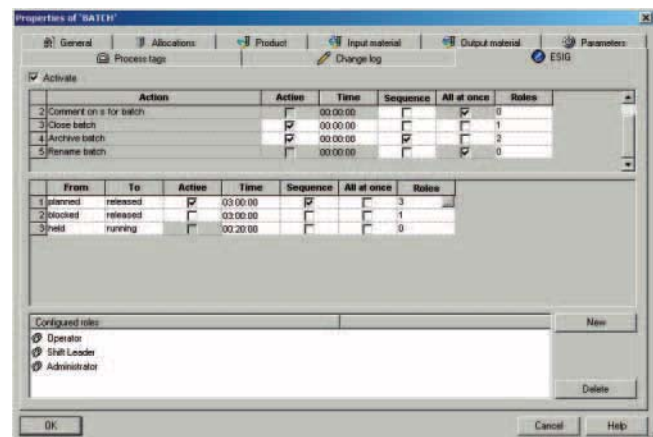 Properties of "BATCH"
General Allocations Product Input material Output material Parameters
Process tags Change log ESIG
Activate
Action Active Time Sequence All at once Roles
2 Comment on s for batch 00:00:00 0
3 Close batch 00:00:00 1
4 Archive batch 00:00:00 2
5 Rename batch 00:00:00 0
From To Active Time Sequence All at once Roles
1 planned released 03:00:00 3
2 blocked released 03:00:00 1
3 held running 00:20:00 0
Configured roles
New
Operator
Shift Leader
Administrator
Delete
OK Cancel Help